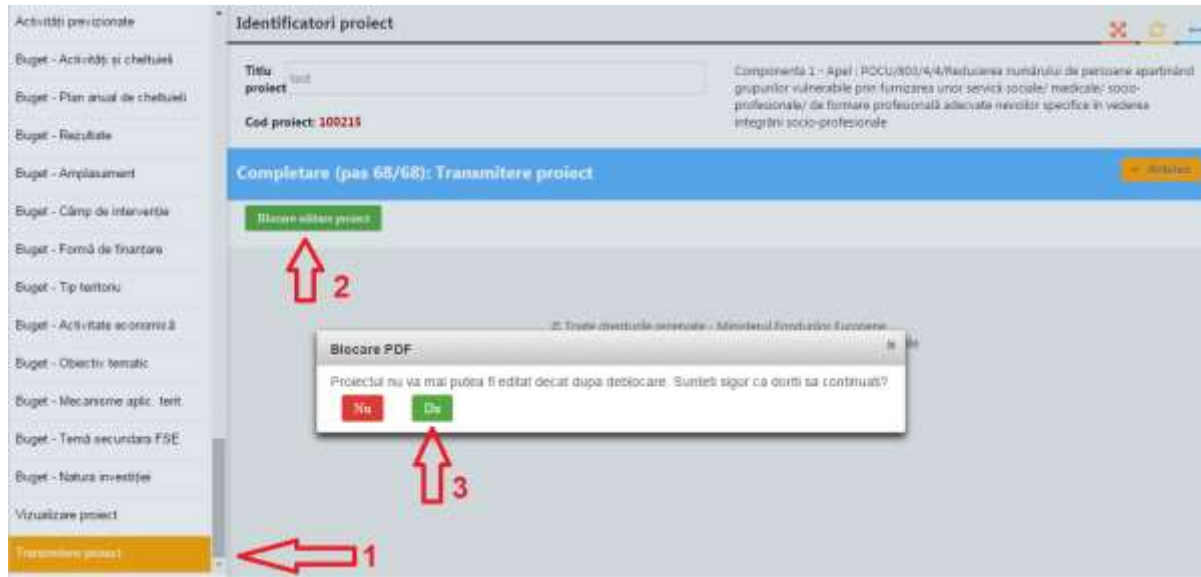 Activități previzionate
Buget - Activități și cheltuieli
Buget - Plan anual de cheltuieli
Buget - Rezultate
Buget - Amplasament
Buget - Câmp de intervenție
Buget - Formă de finanțare
Buget - Tip teritoriu
Buget - Activitate economică
Buget - Obiectiv tematic
Buget - Mecanisme aplic. terit.
Buget - Temă secundara FSE
Buget - Natura investiției
Vizualizare proiect
Transmitere proiect
1
Identificatori proiect
Titlu
proiect
test
Cod proiect: 100215
Componenta 1 - Apel : POCU/803/4/4/Reducerea numărului de persoane aparținând
grupurilor vulnerabile prin furnizarea unor servicii sociale/ medicale/ socio-
profesionale/ de formare profesională adecvate nevoilor specifice în vederea
integrării socio-profesionale
Completare (pas 68/68): Transmitere proiect
Blocare editare proiect
2
© Toate drepturile rezervate - Ministerul Fondurilor Europene
Blocare PDF
Proiectul nu va mai putea fi editat decat dupa deblocare. Sunteti sigur ca doriti sa continuati?
Nu
Da
3